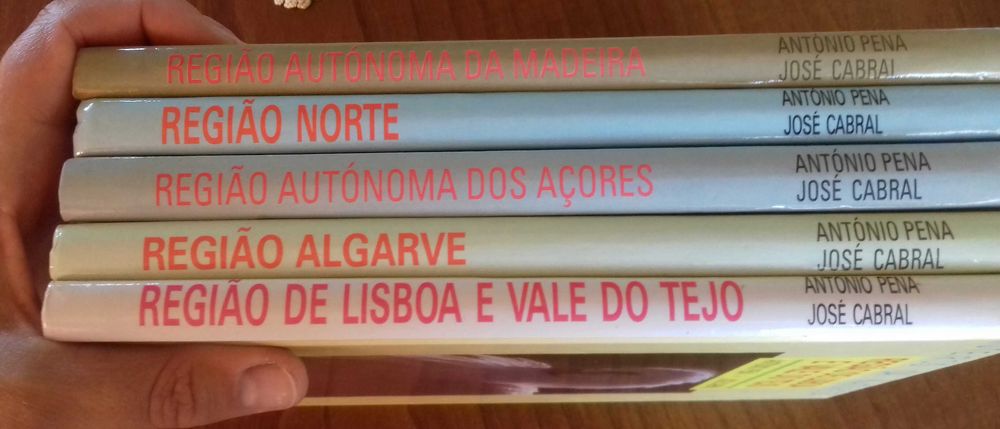 REGIÃO AUTÓNOMA DA MADEIRA
ANTÓNIO PENA
JOSÉ CABRAL
REGIÃO NORTE
ANTÓNIO PENA
JOSÉ CABRAL
REGIÃO AUTÓNOMA DOS AÇORES
ANTÓNIO PENA
JOSÉ CABRAL
REGIÃO ALGARVE
ANTÓNIO PENA
JOSÉ CABRAL
REGIÃO DE LISBOA E VALE DO TEJO
ANTÓNIO PENA
JOSÉ CABRAL